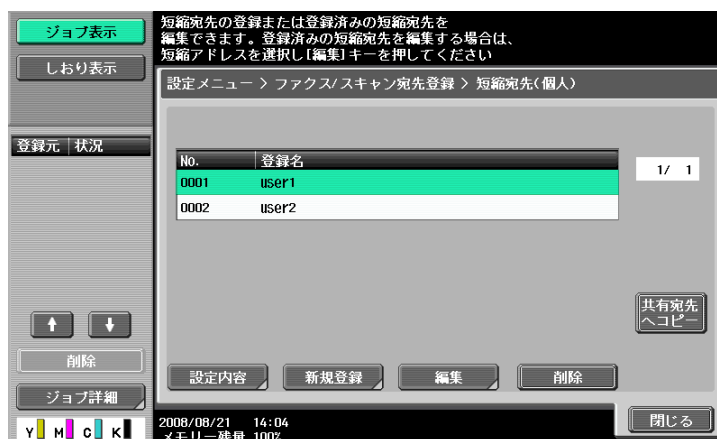 ジョブ表示
しおり表示
登録元 状況
削除
ジョブ詳細
Y M C K
短縮宛先の登録または登録済みの短縮宛先を
編集できます。登録済みの短縮宛先を編集する場合は、
短縮アドレスを選択し[編集]キーを押してください
設定メニュー > ファクス/スキャン宛先登録 > 短縮宛先(個人)
No. 登録名
0001 user1
0002 user2
1/ 1
共有宛先
へコピー
設定内容 新規登録 編集 削除
2008/08/21 14:04
メモリー残量 100%
閉じる